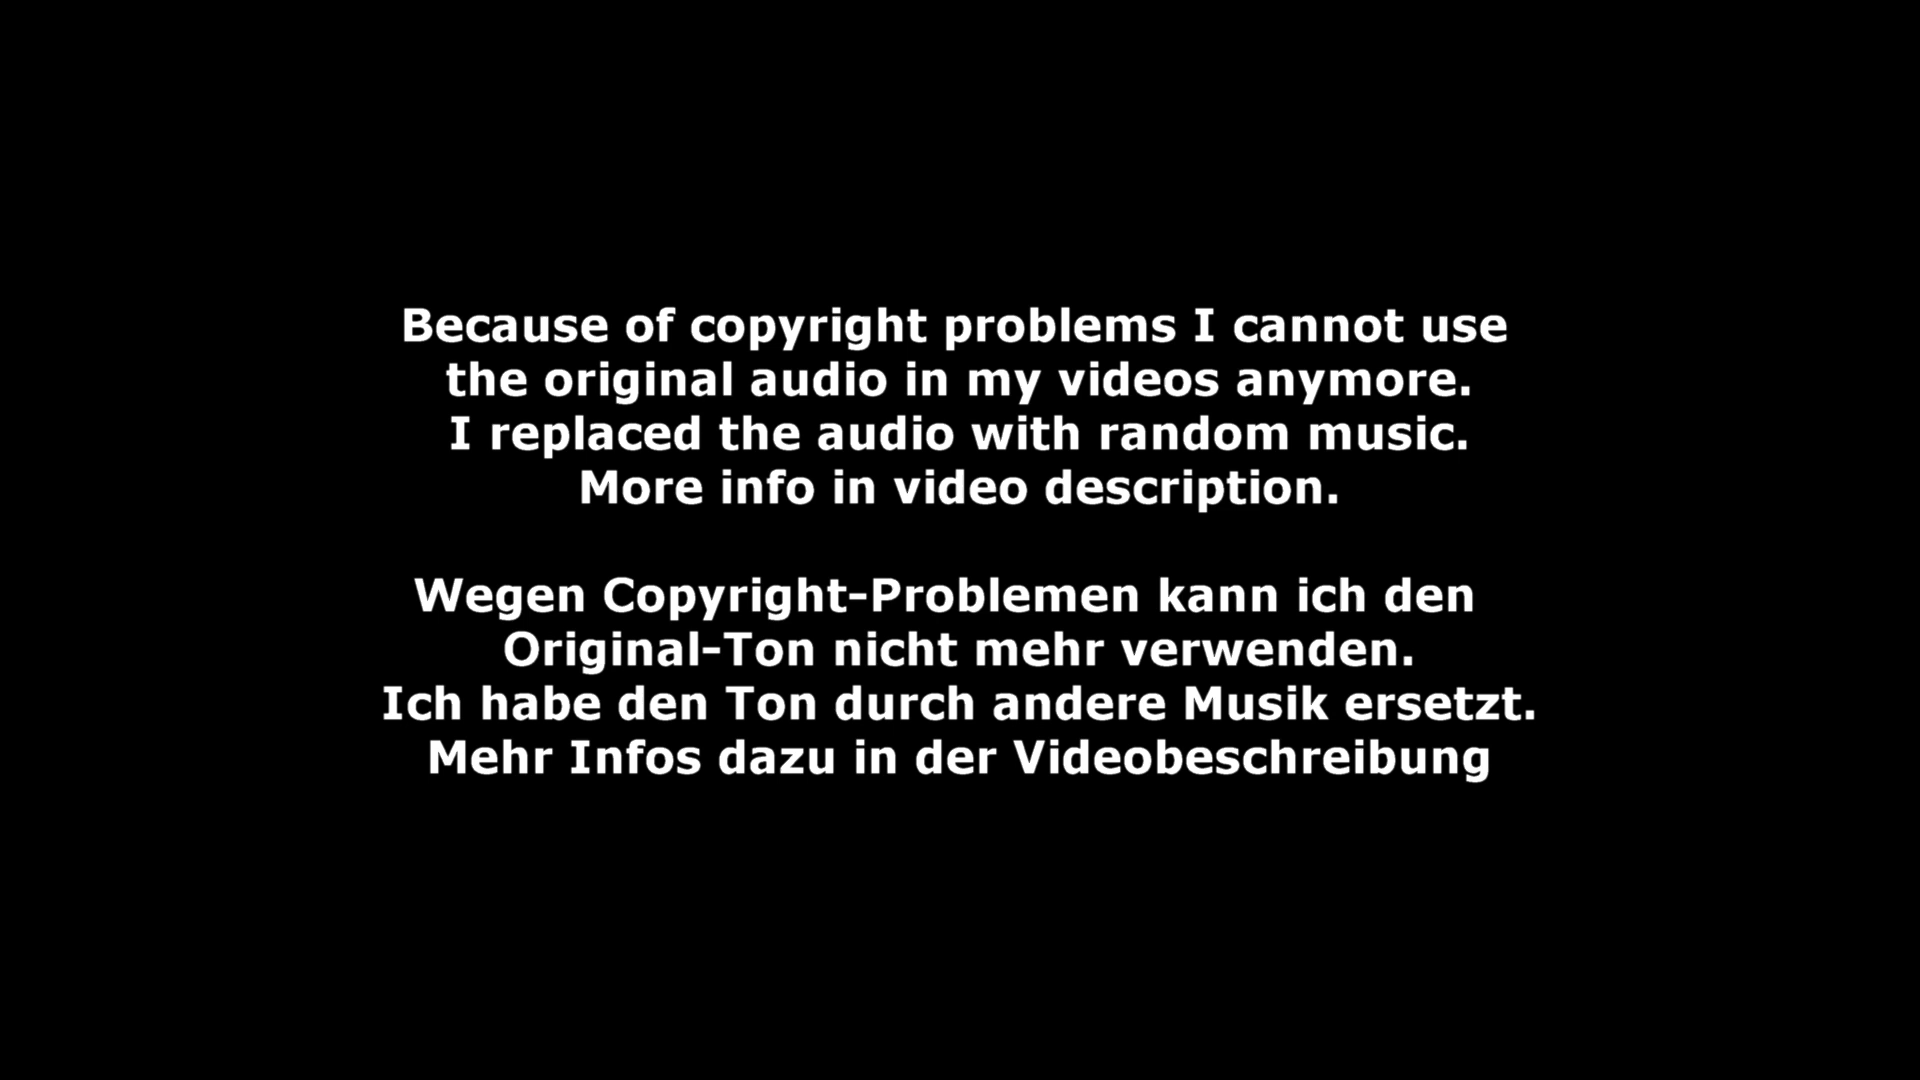 Because of copyright problems I cannot use
the original audio in my videos anymore.
I replaced the audio with random music.
More info in video description.
Wegen Copyright-Problemen kann ich den
Original-Ton nicht mehr verwenden.
Ich habe den Ton durch andere Musik ersetzt.
Mehr Infos dazu in der Videobeschreibung